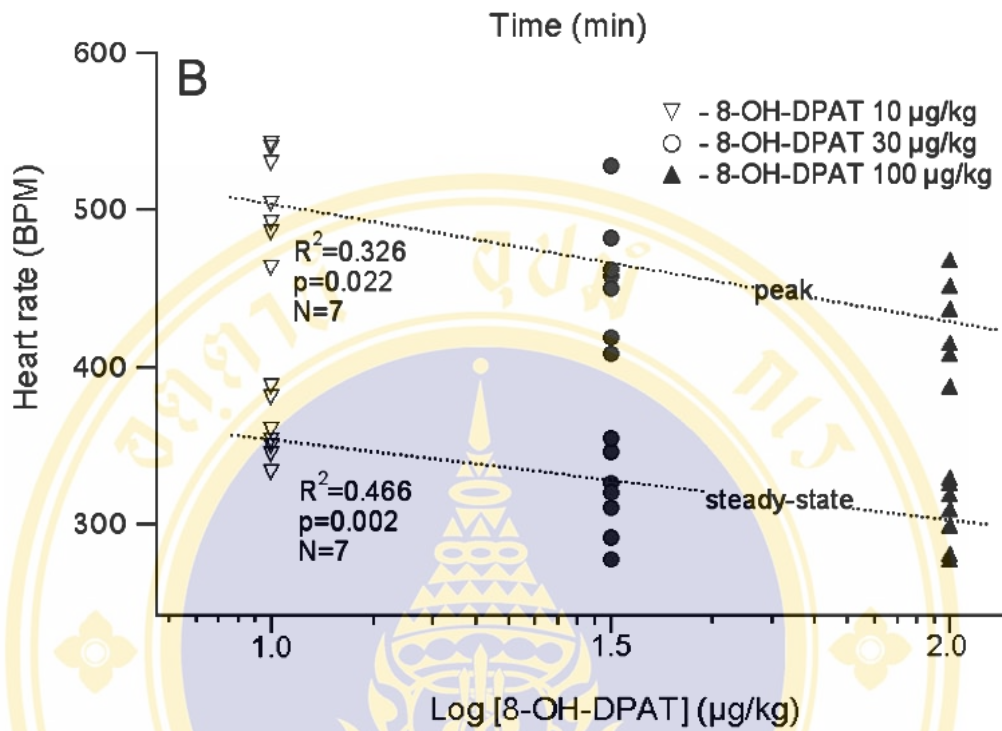 Time (min)
600
B
▽ - 8-OH-DPAT 10 µg/kg
○ - 8-OH-DPAT 30 µg/kg
▲ - 8-OH-DPAT 100 µg/kg
Heart rate (BPM)
500
R²=0.326
p=0.022
N=7
peak
400
R²=0.466
p=0.002
N=7
steady-state
300
1.0
1.5
2.0
Log [8-OH-DPAT] (µg/kg)